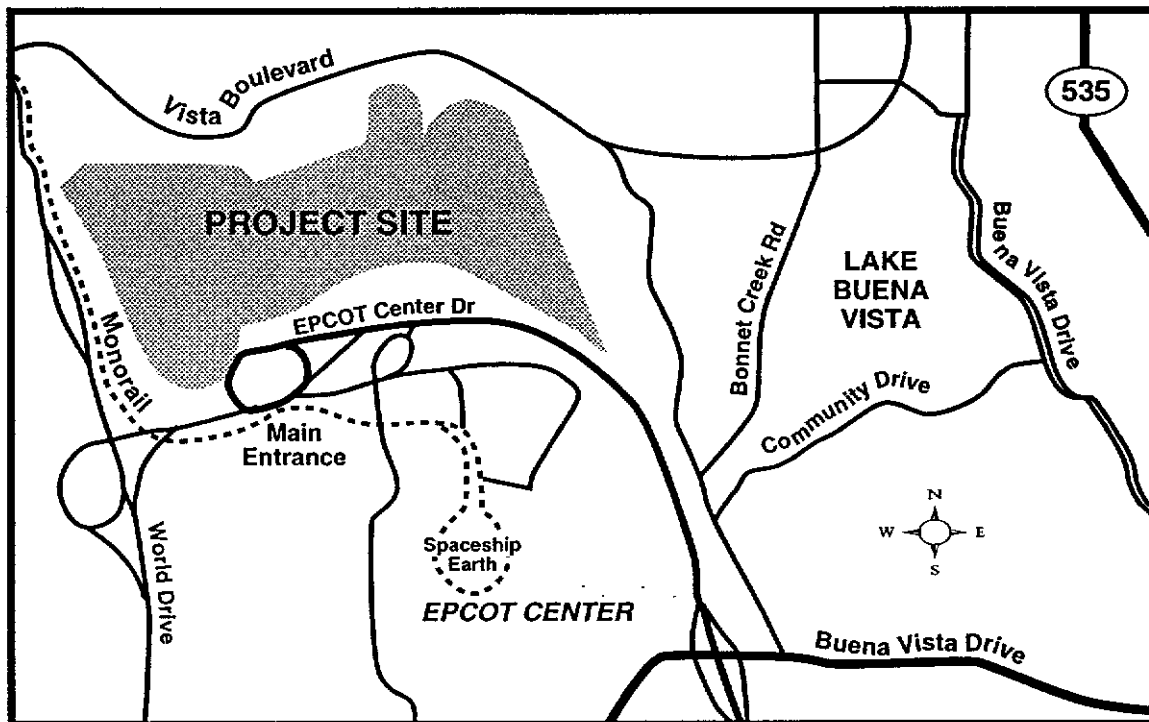 Vista Boulevard
535
PROJECT SITE
Bonnet Creek Rd
LAKE
BUENA
VISTA
Buena Vista Drive
EPCOT Center Dr
Monorail
Community Drive
Main
Entrance
N
W
E
S
World Drive
Spaceship
Earth
EPCOT CENTER
Buena Vista Drive